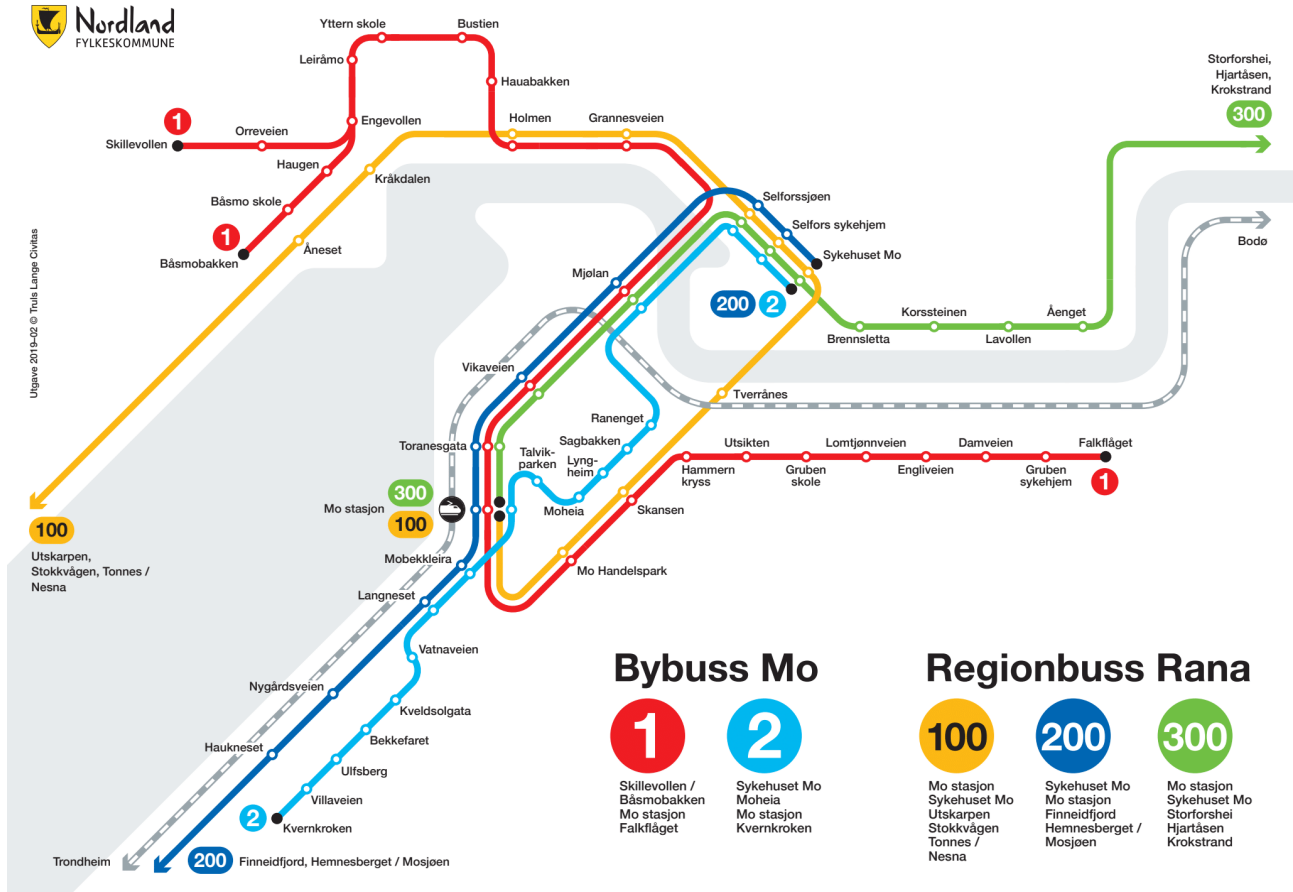 Nordland
FYLKESKOMMUNE
Yttern skole
Bustien
Leiråmo
Hauabakken
Storforshei,
Hjartåsen,
Krokstrand
300
1
Skillevollen
Orreveien
Engevollen
Holmen
Grannesveien
Haugen
Kråkdalen
Båsmo skole
1
Båsmobakken
Åneset
Selforssjøen
Selfors sykehjem
Sykehuset Mo
Bodø
Mjølan
200
2
Brennsletta
Korssteinen
Lavollen
Åenget
Utgave 2019–02 © Truls Lange Civitas
Vikaveien
Tverrånes
Ranenget
Toranesgata
Talvik-
parken
Sagbakken
Lyng-
heim
Moheia
Hammern
kryss
Utsikten
Gruben
skole
Lomtjønnveien
Engliveien
Damveien
Gruben
sykehjem
Falkflåget
1
300
Mo stasjon
100
Skansen
100
Utskarpen,
Stokkvågen, Tonnes /
Nesna
Mobekkleira
Mo Handelspark
Langneset
Vatnaveien
Nygårdsveien
Kveldsolgata
Haukneset
Bekkefaret
Ulfsberg
Villaveien
2
Kvernkroken
Trondheim
200
Finneidfjord, Hemnesberget / Mosjøen
Bybuss Mo
1
Skillevollen /
Båsmobakken
Mo stasjon
Falkflåget
2
Sykehuset Mo
Moheia
Mo stasjon
Kvernkroken
Regionbuss Rana
100
Mo stasjon
Sykehuset Mo
Utskarpen
Stokkvågen
Tonnes /
Nesna
200
Sykehuset Mo
Mo stasjon
Finneidfjord
Hemnesberget /
Mosjøen
300
Mo stasjon
Sykehuset Mo
Storforshei
Hjartåsen
Krokstrand